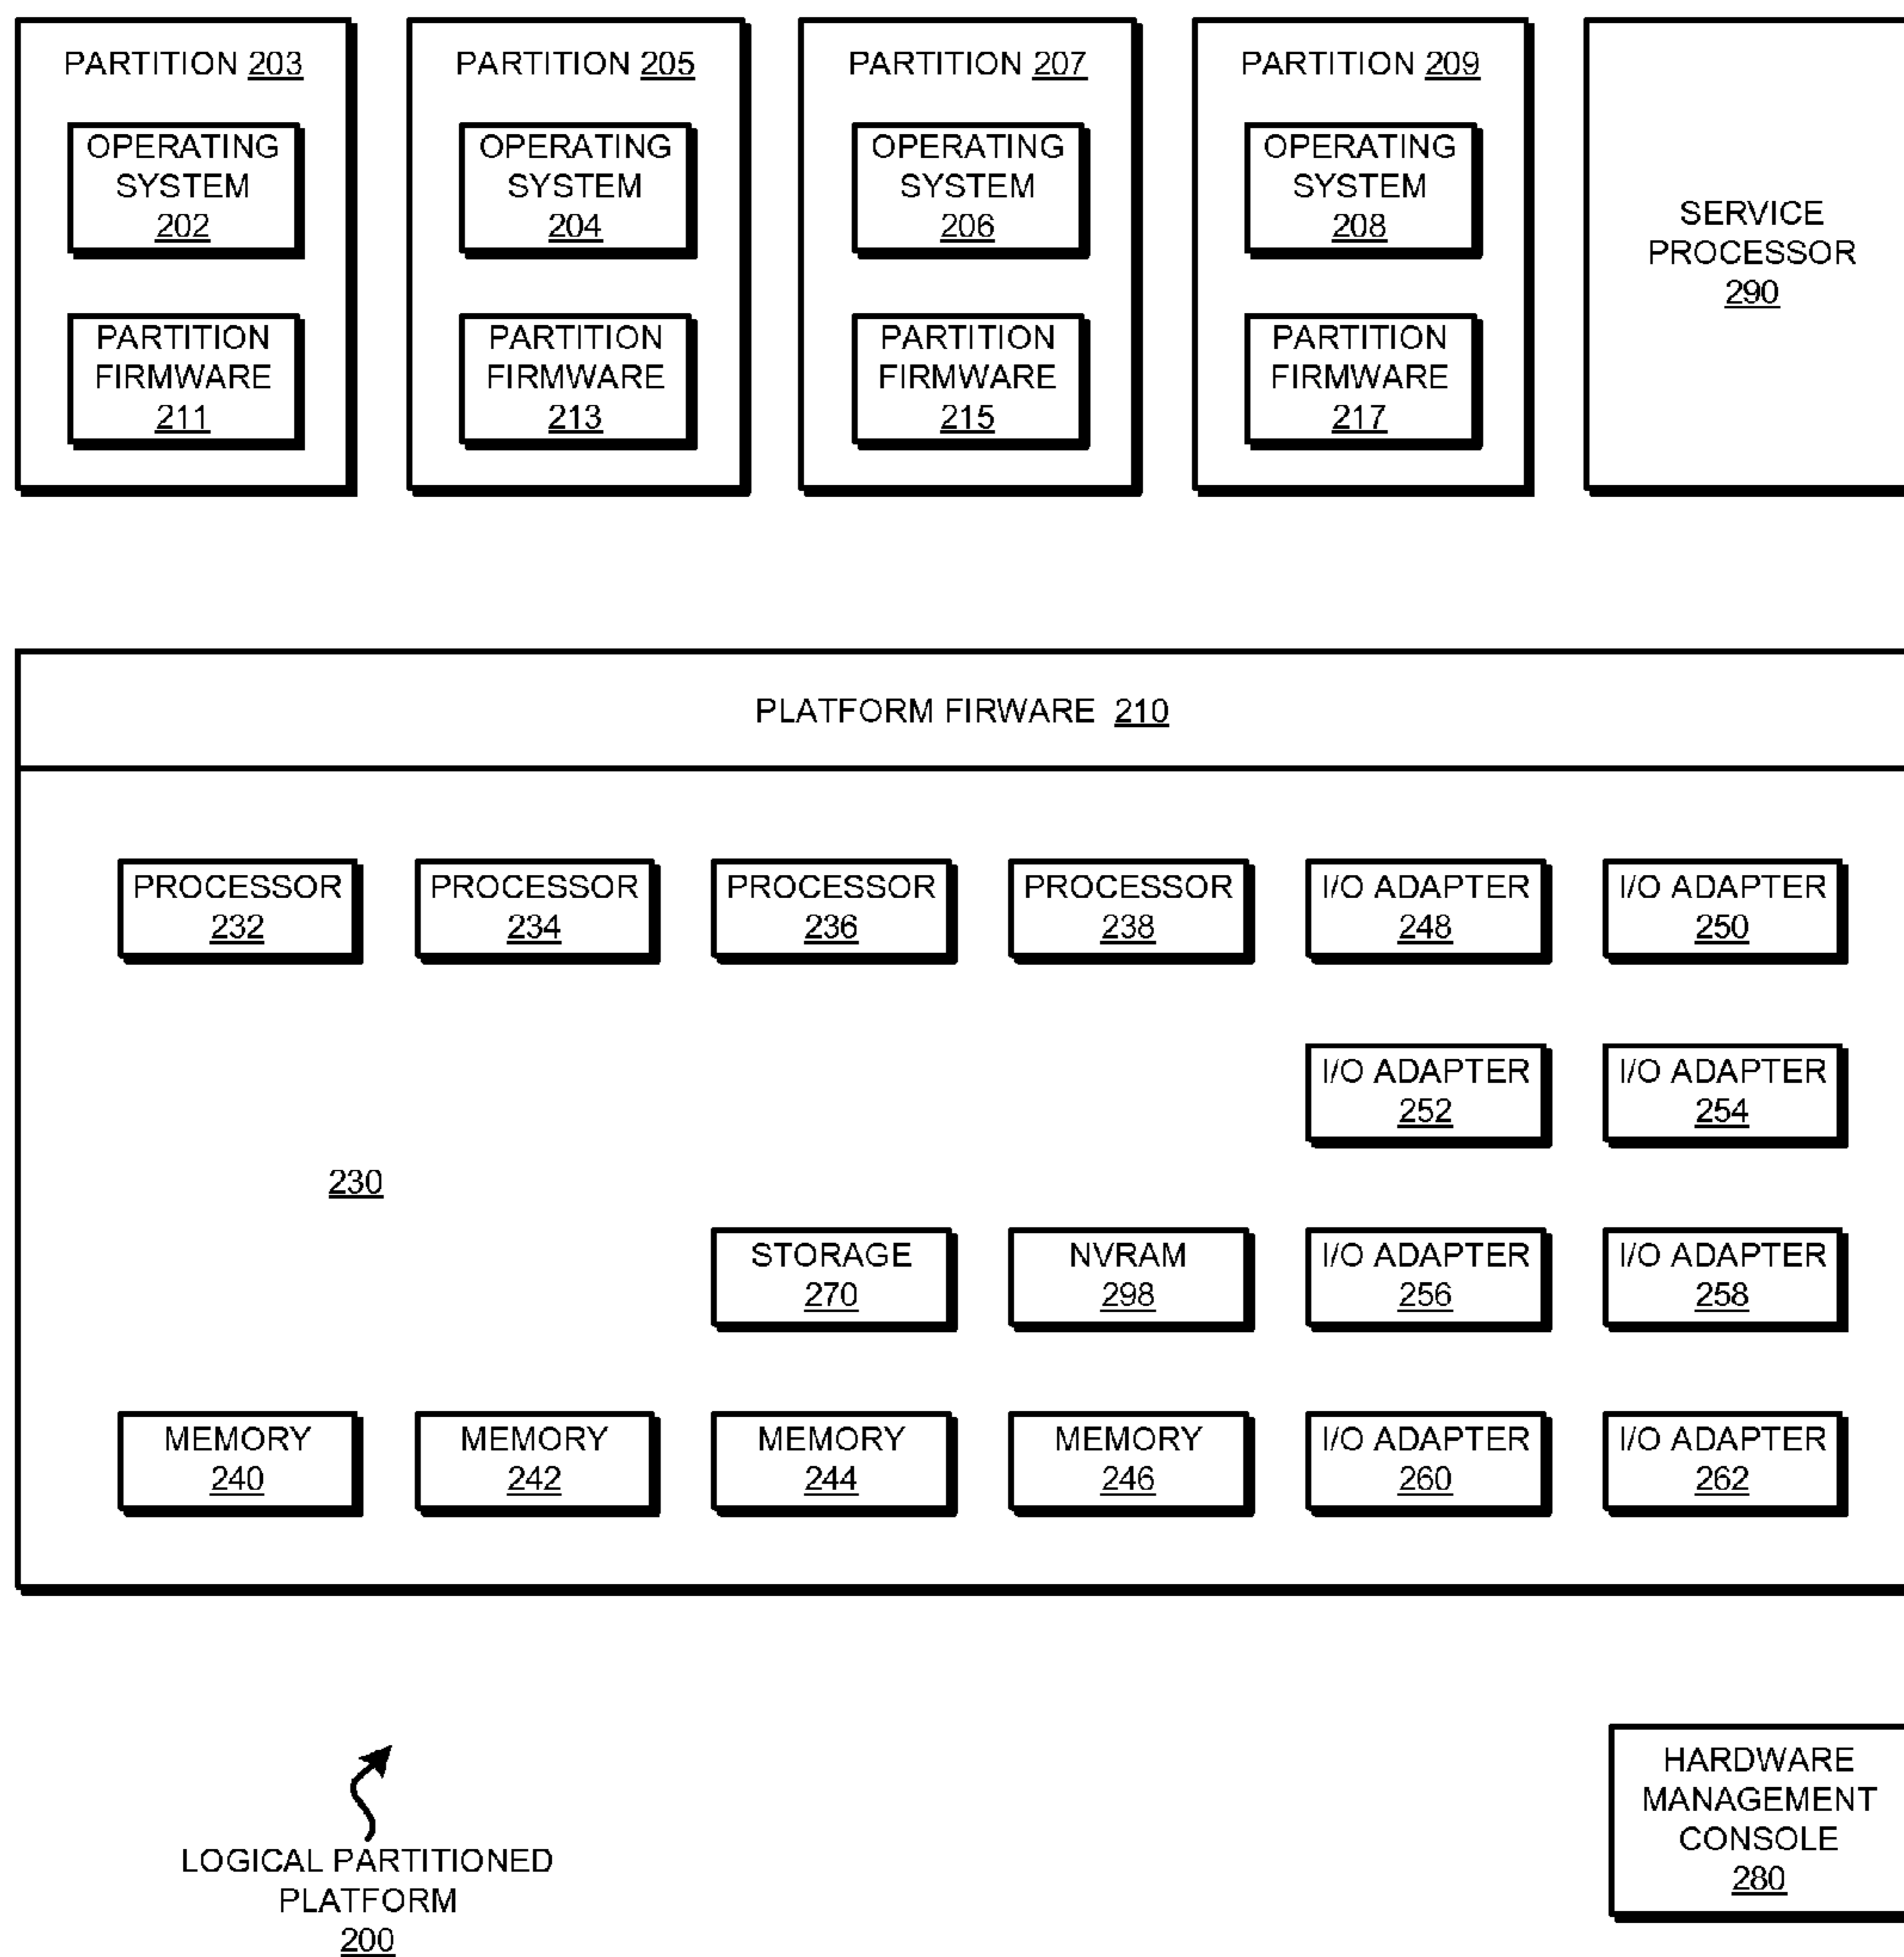 PARTITION 203
OPERATING
SYSTEM
202
PARTITION
FIRMWARE
211
PARTITION 205
OPERATING
SYSTEM
204
PARTITION
FIRMWARE
213
PARTITION 207
OPERATING
SYSTEM
206
PARTITION
FIRMWARE
215
PARTITION 209
OPERATING
SYSTEM
208
PARTITION
FIRMWARE
217
SERVICE
PROCESSOR
290
PLATFORM FIRWARE 210
PROCESSOR
232
PROCESSOR
234
PROCESSOR
236
PROCESSOR
238
I/O ADAPTER
248
I/O ADAPTER
250
I/O ADAPTER
252
I/O ADAPTER
254
230
STORAGE
270
NVRAM
298
I/O ADAPTER
256
I/O ADAPTER
258
MEMORY
240
MEMORY
242
MEMORY
244
MEMORY
246
I/O ADAPTER
260
I/O ADAPTER
262
LOGICAL PARTITIONED
PLATFORM
200
HARDWARE
MANAGEMENT
CONSOLE
280